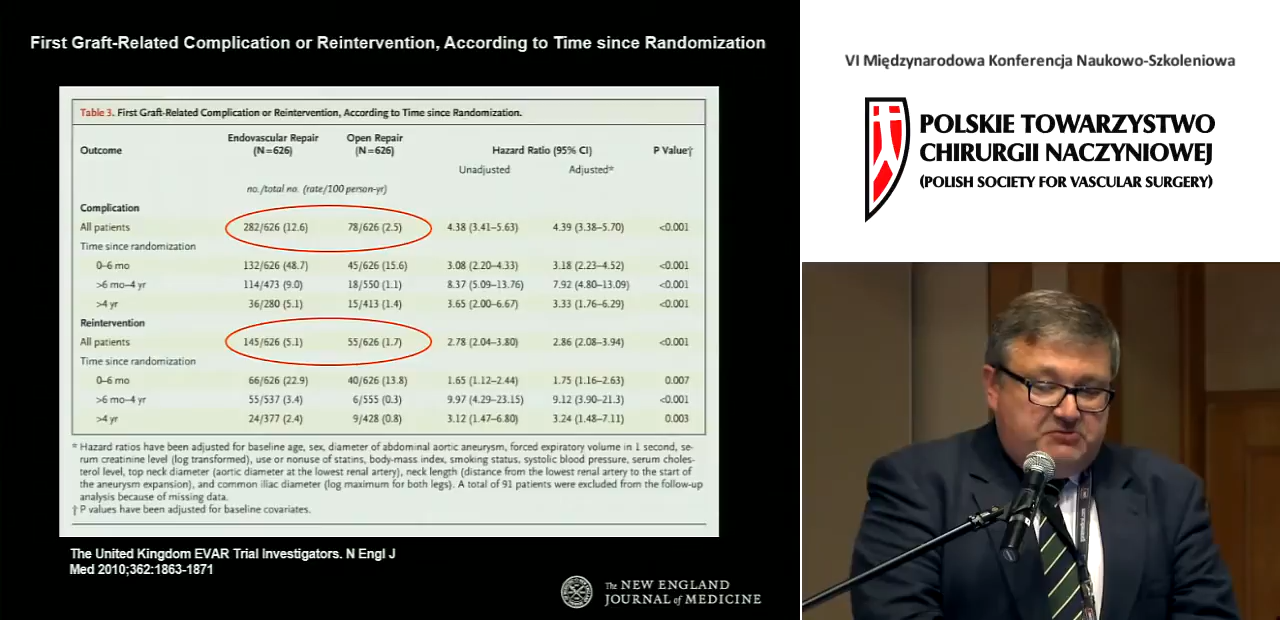 First Graft-Related Complication or Reintervention, According to Time since Randomization
Table 3. First Graft-Related Complication or Reintervention, According to Time since Randomization.
Outcome Endovascular Repair (N=626) Open Repair (N=626) Hazard Ratio (95% CI) P Value†
Unadjusted Adjusted*
no./total no. (rate/100 person-yr)
Complication
All patients 282/626 (12.6) 78/626 (2.5) 4.38 (3.41–5.63) 4.39 (3.38–5.70) <0.001
Time since randomization
0–6 mo 132/626 (48.7) 45/626 (15.6) 3.08 (2.20–4.33) 3.18 (2.23–4.52) <0.001
>6 mo–4 yr 114/473 (9.0) 18/550 (1.1) 8.37 (5.09–13.76) 7.92 (4.80–13.09) <0.001
>4 yr 36/280 (5.1) 15/413 (1.4) 3.65 (2.00–6.67) 3.33 (1.76–6.29) <0.001
Reintervention
All patients 145/626 (5.1) 55/626 (1.7) 2.78 (2.04–3.80) 2.86 (2.08–3.94) <0.001
Time since randomization
0–6 mo 66/626 (22.9) 40/626 (13.8) 1.65 (1.12–2.44) 1.75 (1.16–2.63) 0.007
>6 mo–4 yr 55/537 (3.4) 6/555 (0.3) 9.97 (4.29–23.15) 9.12 (3.90–21.3) <0.001
>4 yr 24/377 (2.4) 9/428 (0.8) 3.12 (1.47–6.80) 3.24 (1.48–7.11) 0.003
* Hazard ratios have been adjusted for baseline age, sex, diameter of abdominal aortic aneurysm, forced expiratory volume in 1 second, se-
rum creatinine level (log transformed), use or nonuse of statins, body-mass index, smoking status, systolic blood pressure, serum choles-
terol level, top neck diameter (aortic diameter at the lowest renal artery), neck length (distance from the lowest renal artery to the start of
the aneurysm expansion), and common iliac diameter (log maximum for both legs). A total of 91 patients were excluded from the follow-up
analysis because of missing data.
† P values have been adjusted for baseline covariates.
The United Kingdom EVAR Trial Investigators. N Engl J
Med 2010;362:1863-1871
The NEW ENGLAND
JOURNAL of MEDICINE
VI Międzynarodowa Konferencja Naukowo-Szkoleniowa
POLSKIE TOWARZYSTWO
CHIRURGII NACZYNIOWEJ
(POLISH SOCIETY FOR VASCULAR SURGERY)